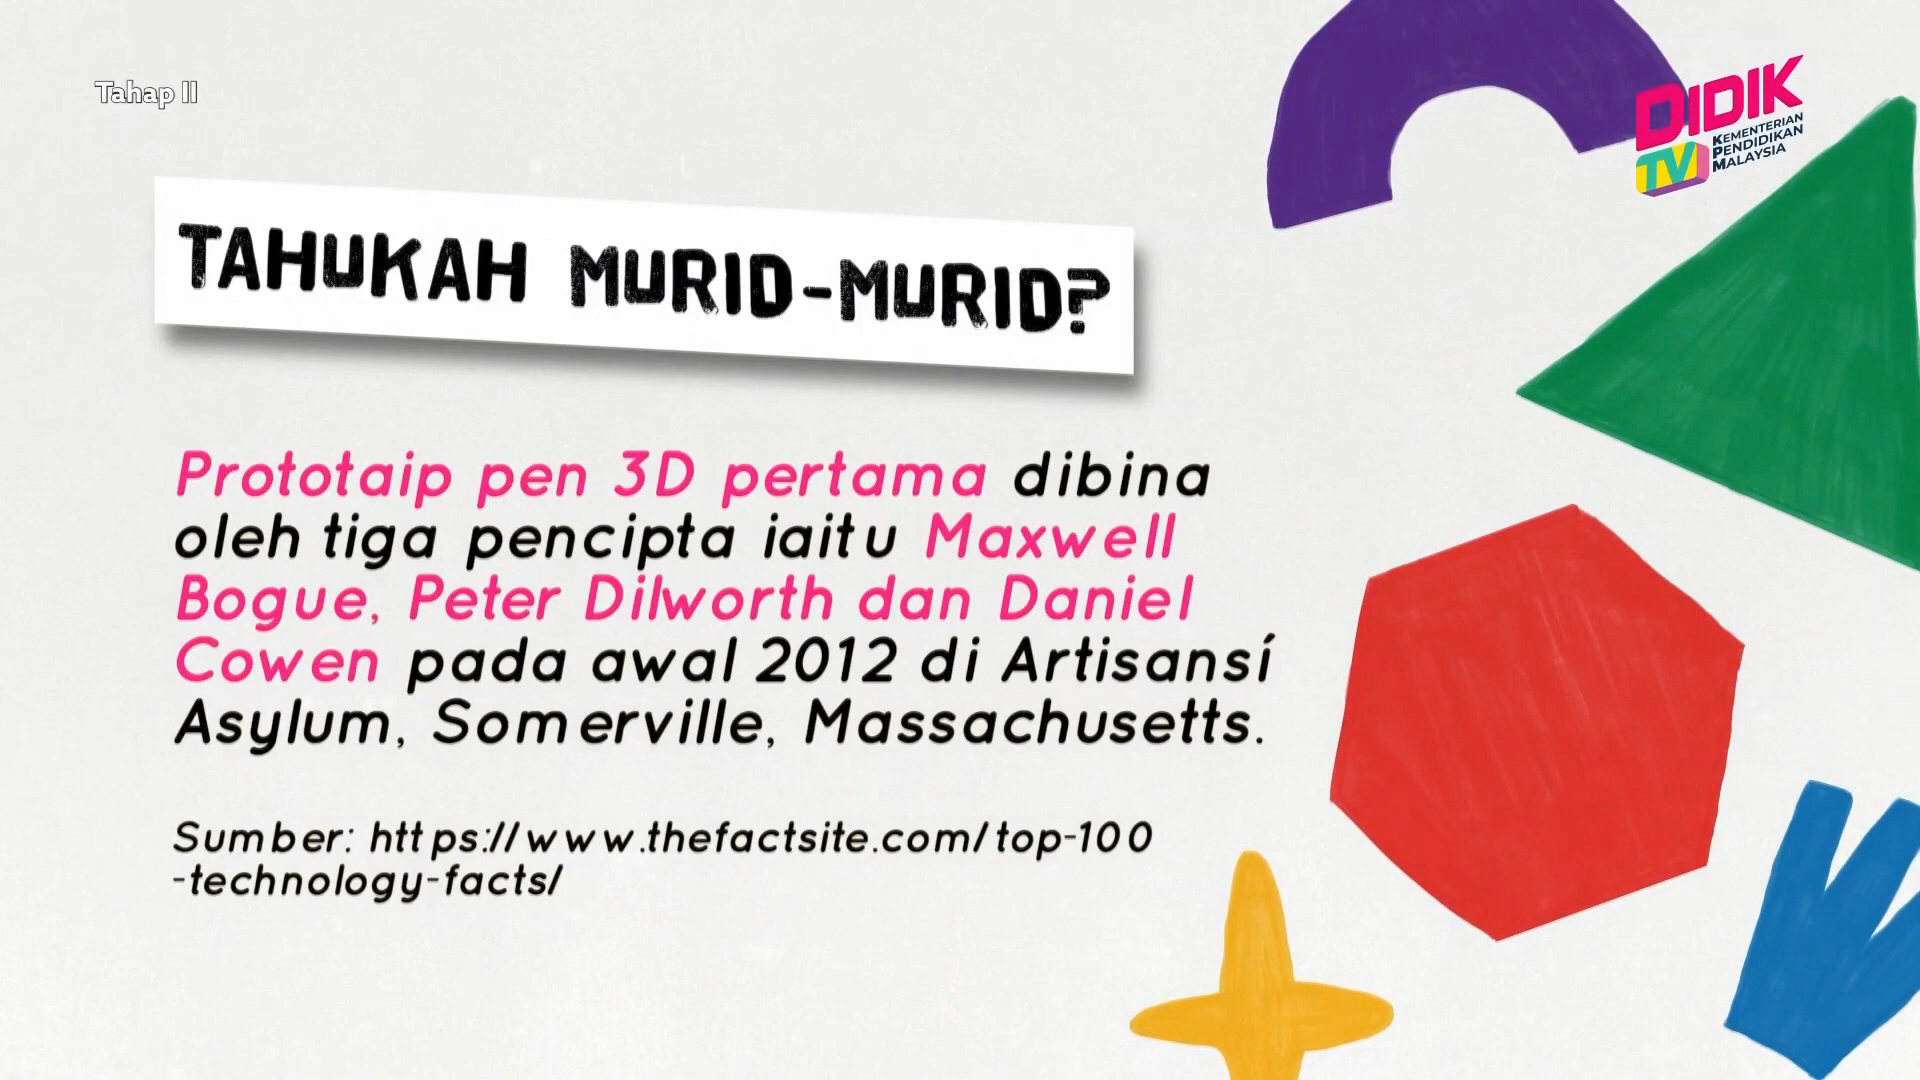 Tahap II
DIDIK
TV
KEMENTERIAN
PENDIDIKAN
MALAYSIA
TAHUKAH MURID-MURID?
Prototaip pen 3D pertama dibina
oleh tiga pencipta iaitu Maxwell
Bogue, Peter Dilworth dan Daniel
Cowen pada awal 2012 di Artisansí
Asylum, Somerville, Massachusetts.
Sumber: https://www.thefactsite.com/top-100
-technology-facts/